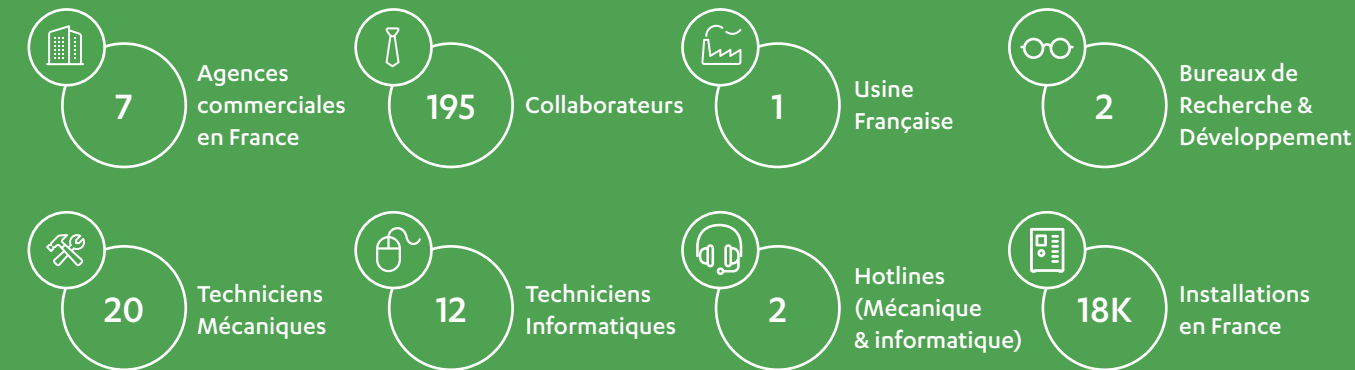 7
Agences
commerciales
en France
195
Collaborateurs
1
Usine
Française
2
Bureaux de
Recherche &
Développement
20
Techniciens
Mécaniques
12
Techniciens
Informatiques
2
Hotlines
(Mécanique
& informatique)
18K
Installations
en France